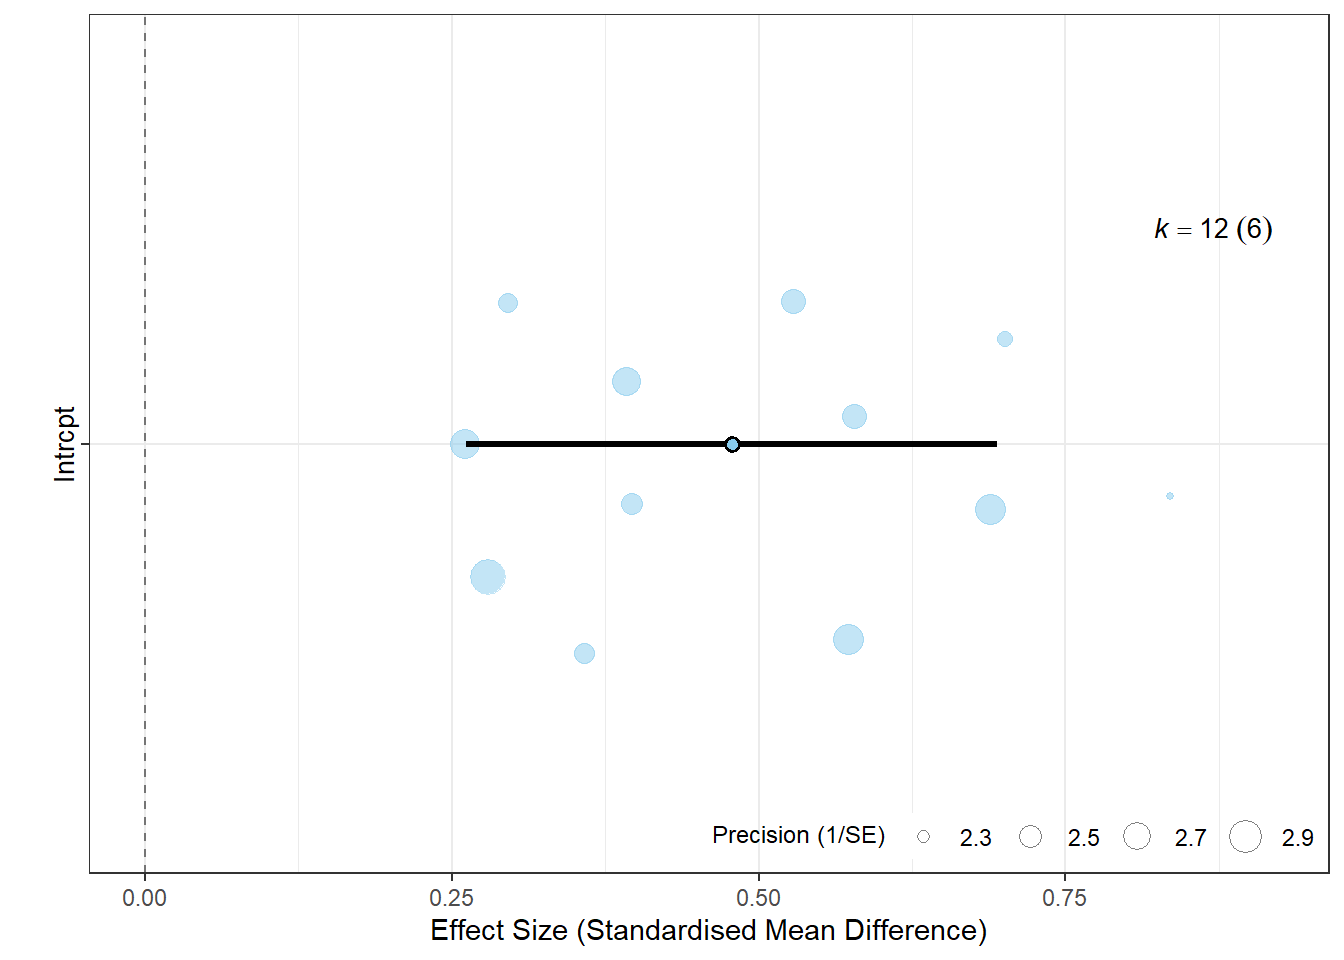 k = 12 (6)
Intrcpt
Precision (1/SE) 2.3 2.5 2.7 2.9
0.00 0.25 0.50 0.75
Effect Size (Standardised Mean Difference)